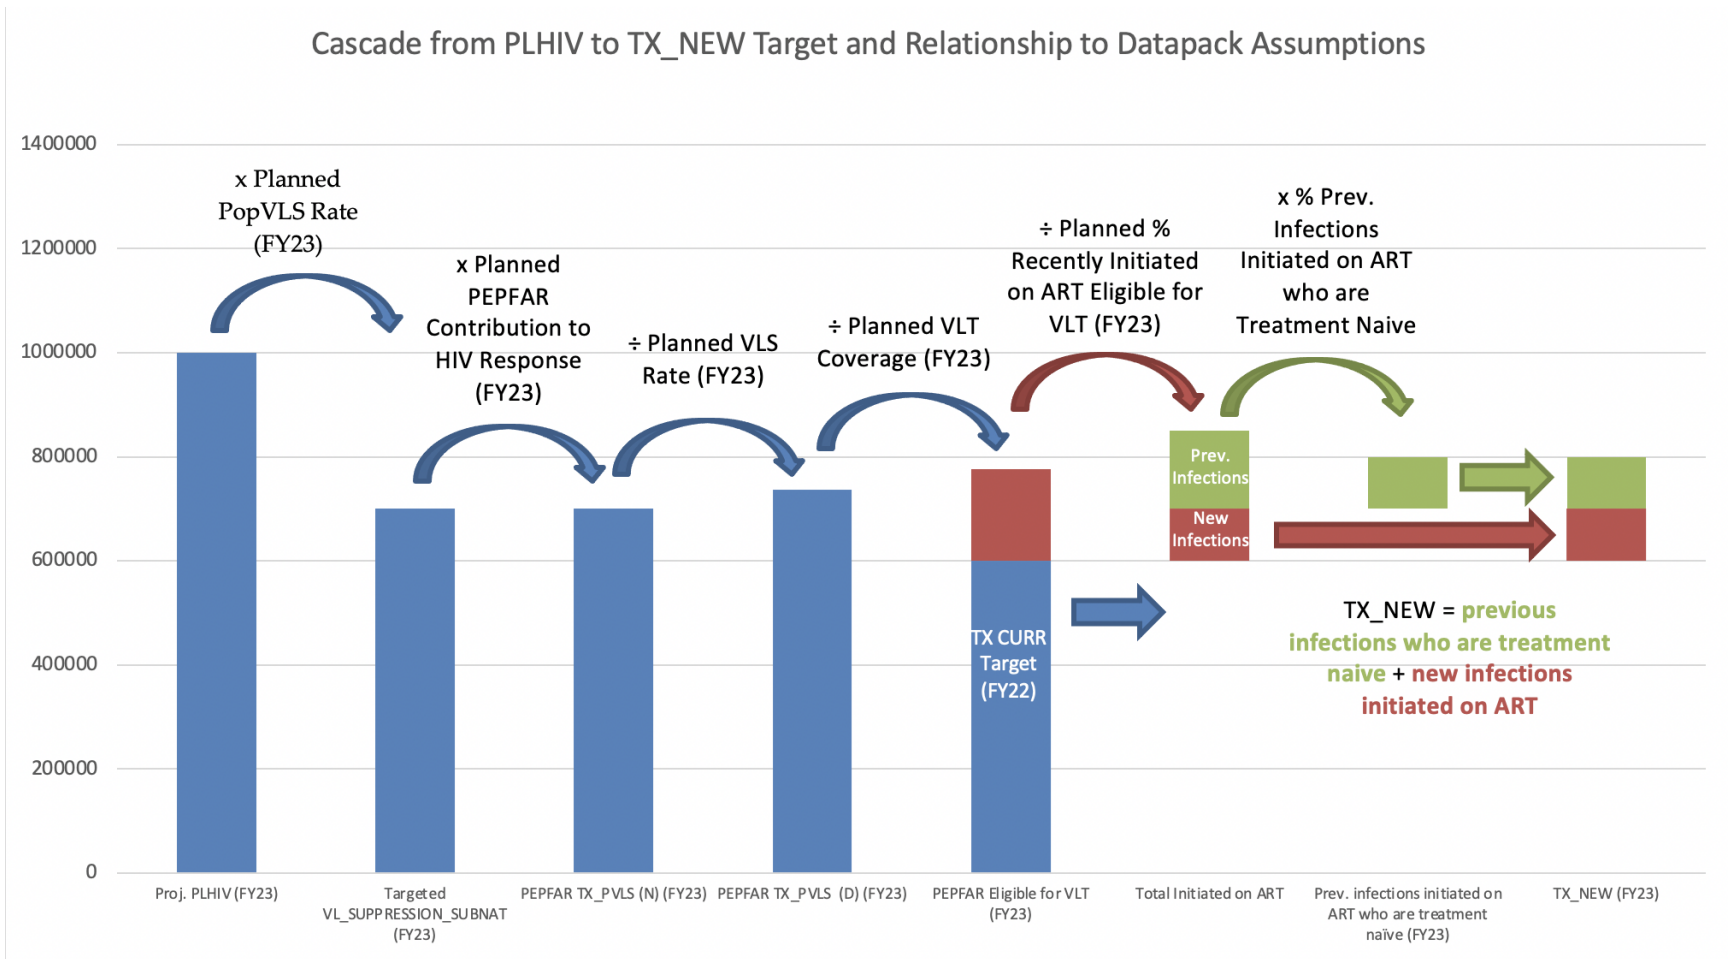 Cascade from PLHIV to TX_NEW Target and Relationship to Datapack Assumptions
1400000
1200000
1000000
800000
600000
400000
200000
0
x Planned
PopVLS Rate
(FY23)
x Planned
PEPFAR
Contribution to
HIV Response
(FY23)
÷ Planned VLS
Rate (FY23)
÷ Planned VLT
Coverage (FY23)
÷ Planned %
Recently Initiated
on ART Eligible for
VLT (FY23)
x % Prev.
Infections
Initiated on ART
who are
Treatment Naive
TX CURR
Target
(FY22)
Prev.
Infections
New
Infections
TX_NEW = previous
infections who are treatment
naive + new infections
initiated on ART
Proj. PLHIV (FY23)
Targeted
VL_SUPPRESSION_SUBNAT
(FY23)
PEPFAR TX_PVLS (N) (FY23)
PEPFAR TX_PVLS (D) (FY23)
PEPFAR Eligible for VLT
(FY23)
Total Initiated on ART
Prev. infections initiated on
ART who are treatment
naïve (FY23)
TX_NEW (FY23)